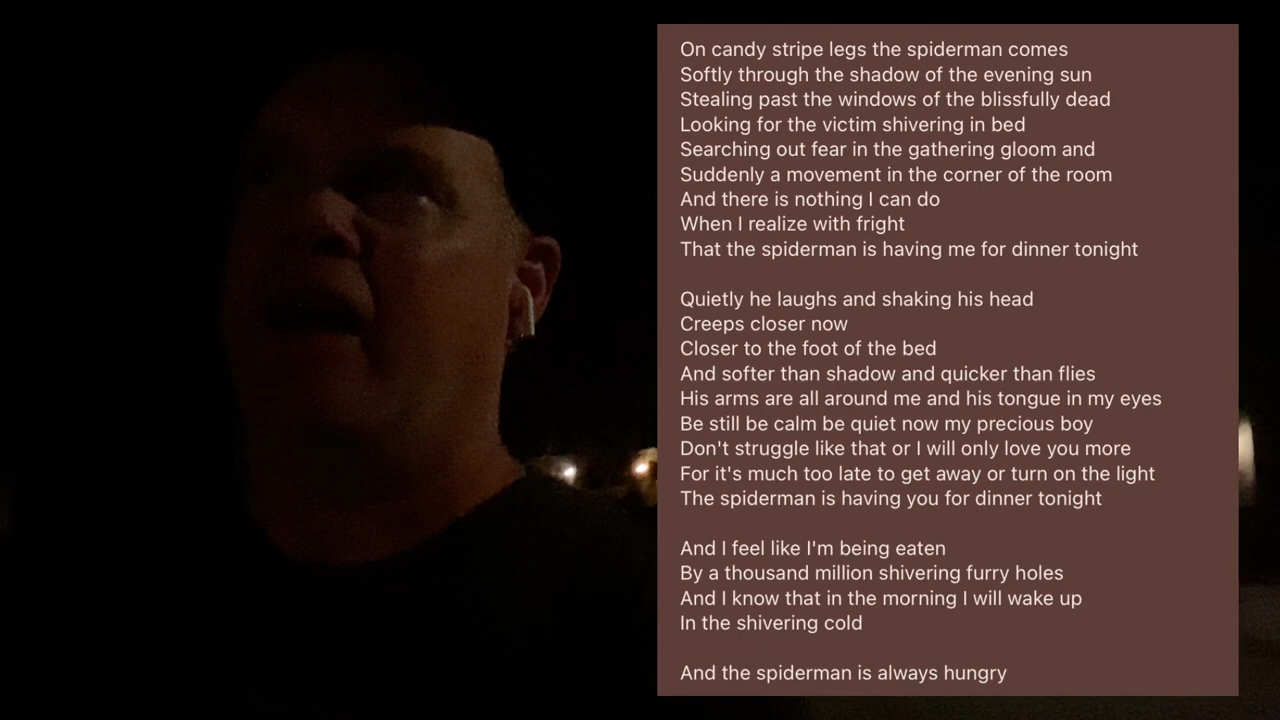 On candy stripe legs the spiderman comes
Softly through the shadow of the evening sun
Stealing past the windows of the blissfully dead
Looking for the victim shivering in bed
Searching out fear in the gathering gloom and
Suddenly a movement in the corner of the room
And there is nothing I can do
When I realize with fright
That the spiderman is having me for dinner tonight

Quietly he laughs and shaking his head
Creeps closer now
Closer to the foot of the bed
And softer than shadow and quicker than flies
His arms are all around me and his tongue in my eyes
Be still be calm be quiet now my precious boy
Don't struggle like that or I will only love you more
For it's much too late to get away or turn on the light
The spiderman is having you for dinner tonight

And I feel like I'm being eaten
By a thousand million shivering furry holes
And I know that in the morning I will wake up
In the shivering cold

And the spiderman is always hungry